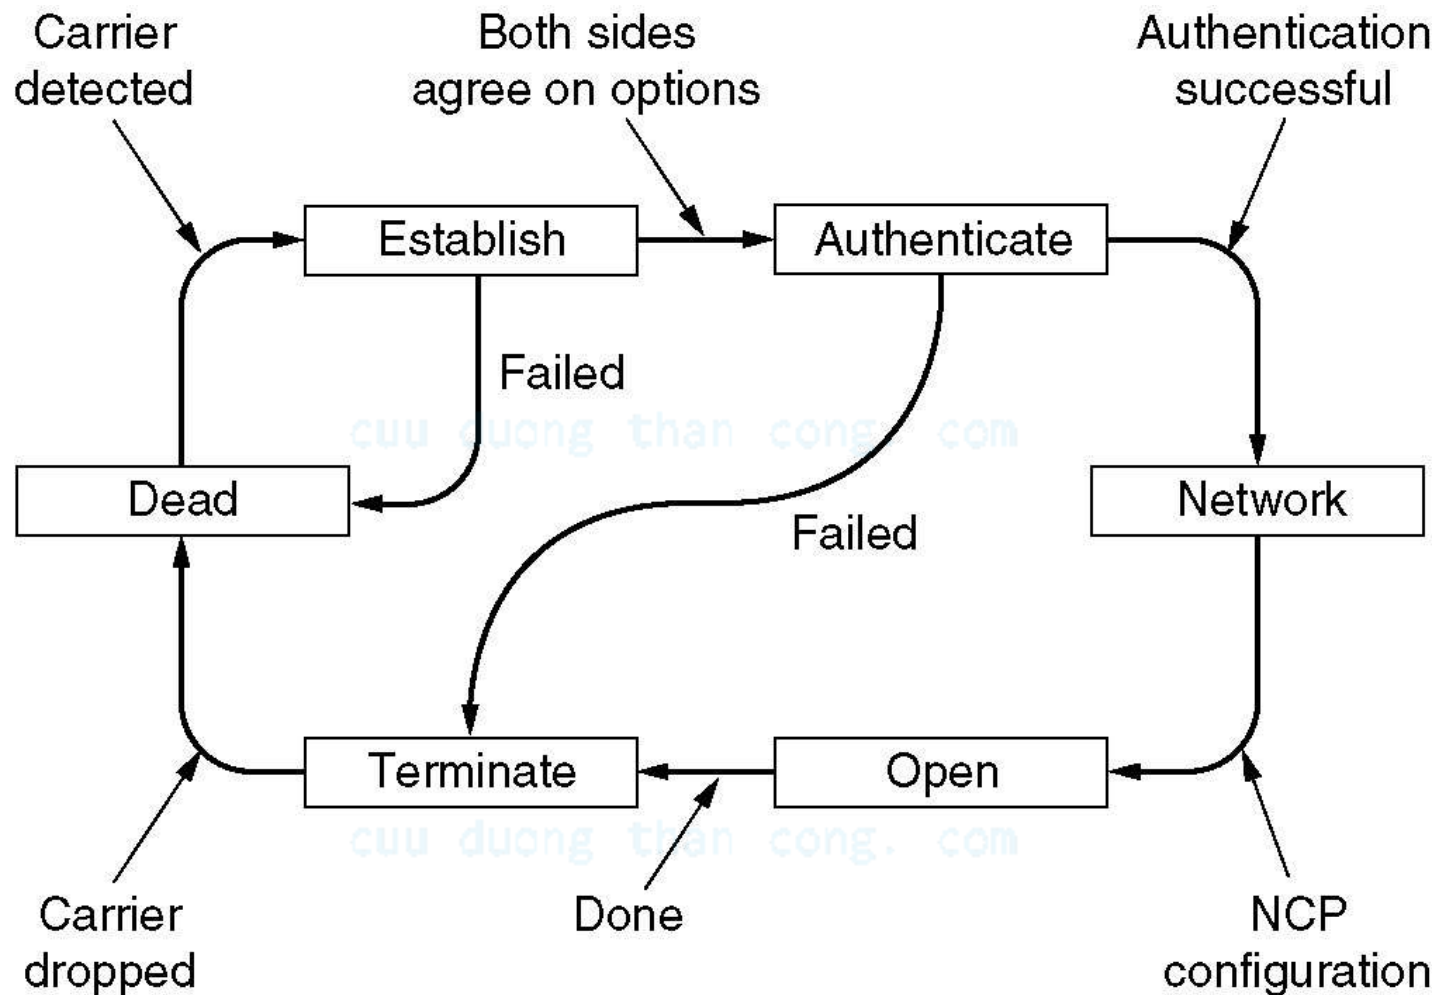 Carrier
detected
Both sides
agree on options
Authentication
successful
Establish
Authenticate
Failed
cuu duong than cong. com
Dead
Network
Failed
Terminate
Open
cuu duong than cong. com
Carrier
dropped
Done
NCP
configuration